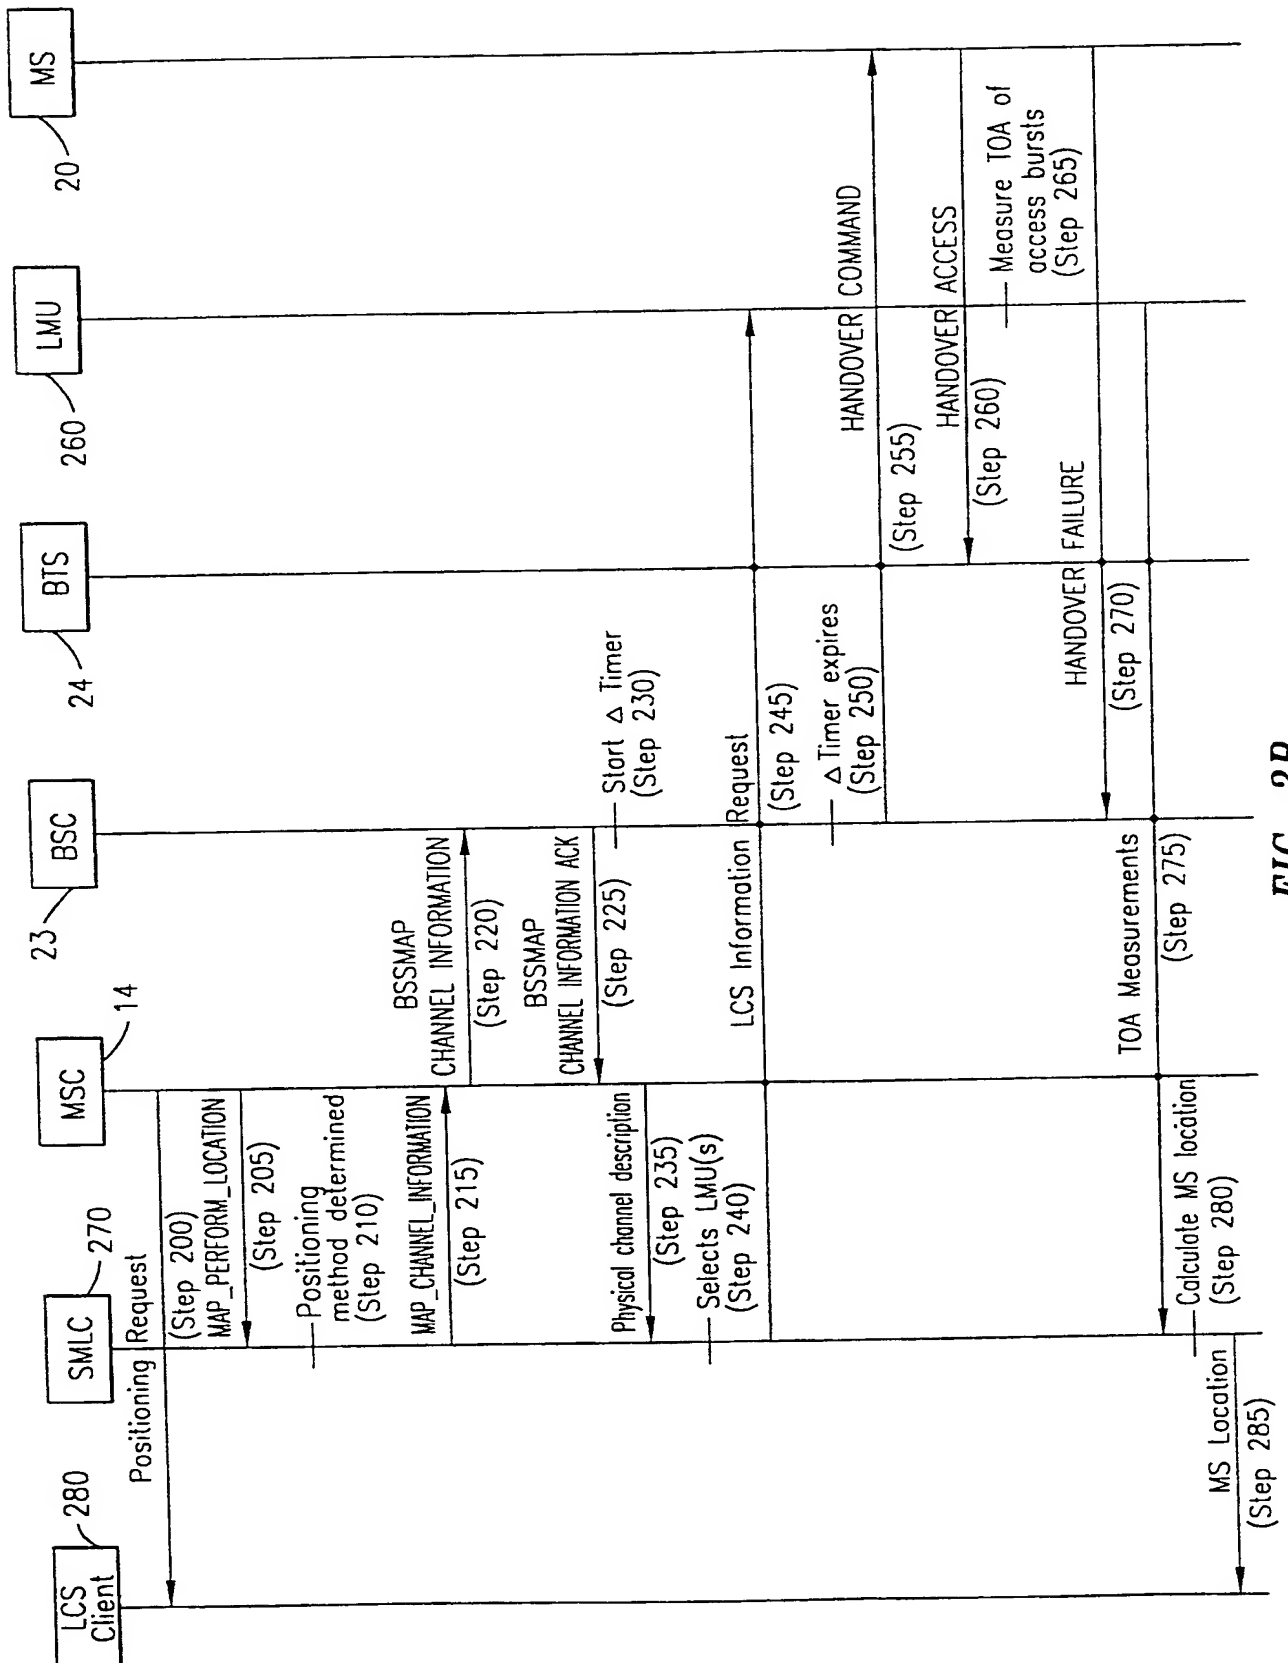 LCS
Client
280
SMLC
270
MSC
14
BSC
23
BTS
24
LMU
260
MS
20
Positioning Request
(Step 200)
MAP_PERFORM_LOCATION
(Step 205)
Positioning
method determined
(Step 210)
MAP_CHANNEL_INFORMATION
(Step 215)
BSSMAP
CHANNEL INFORMATION
(Step 220)
BSSMAP
CHANNEL INFORMATION ACK
(Step 225)
Start Δ Timer
(Step 230)
Physical channel description
(Step 235)
Selects LMU(s)
(Step 240)
LCS Information Request
(Step 245)
Δ Timer expires
(Step 250)
HANDOVER COMMAND
(Step 255)
HANDOVER ACCESS
(Step 260)
Measure TOA of
access bursts
(Step 265)
HANDOVER FAILURE
(Step 270)
TOA Measurements
(Step 275)
Calculate MS location
(Step 280)
MS Location
(Step 285)